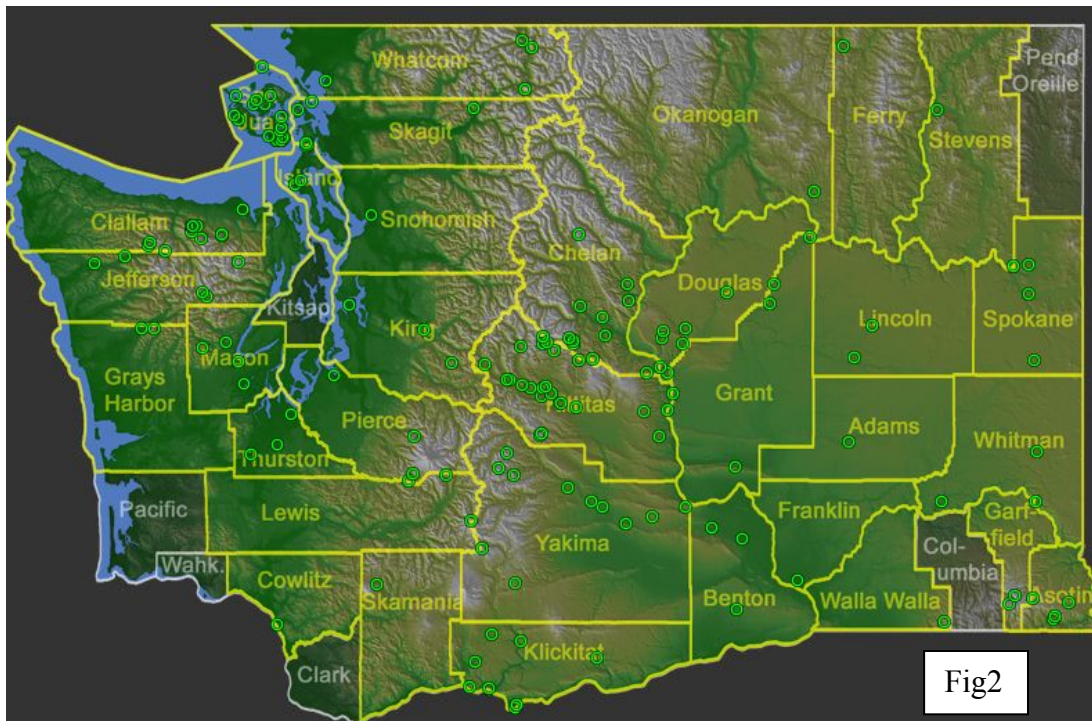 Whatcom
Pend
Oreille
Okanogan
Ferry
Stevens
Skagit
Juan
Island
Snohomish
Clallam
Chelan
Jefferson
Douglas
Kitsap
King
Lincoln
Spokane
Mason
Grays
Harbor
Grant
Kittitas
Pierce
Adams
Whitman
Thurston
Pacific
Lewis
Franklin
Gar-
field
Yakima
Col-
umbia
Wahk.
Cowlitz
Skamania
Benton
Walla Walla
Asotin
Klickitat
Clark
Fig2